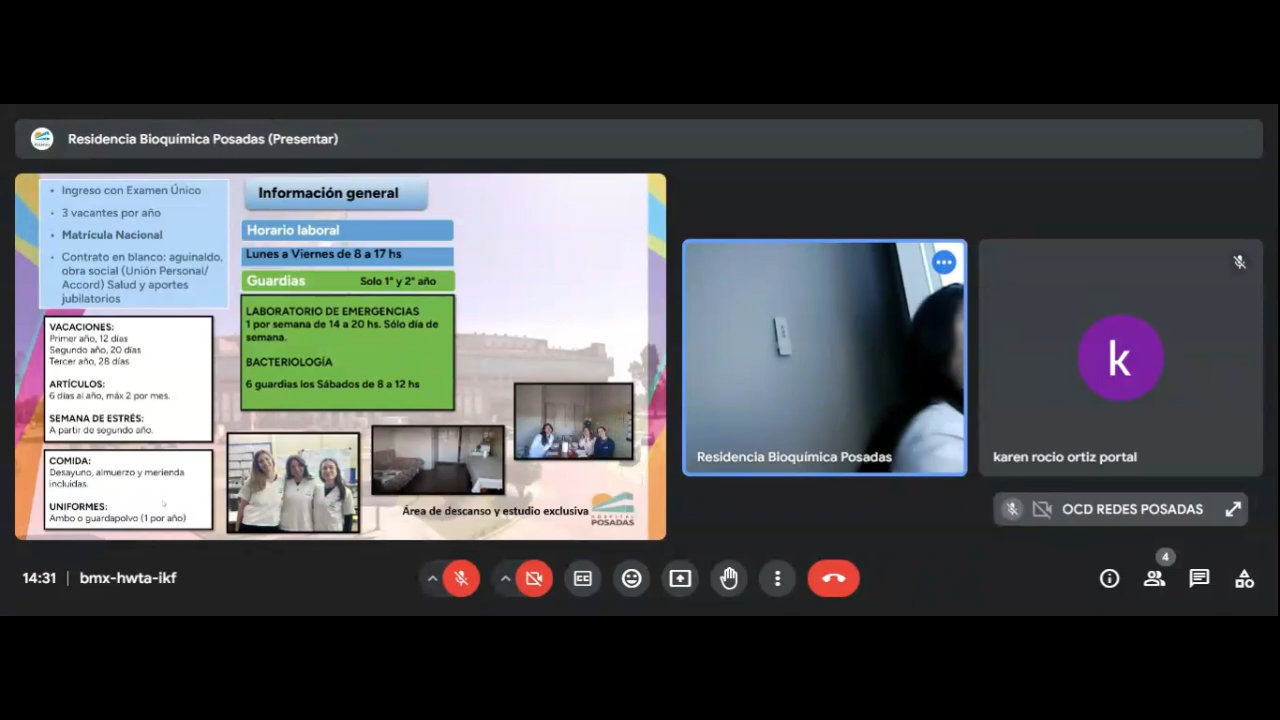 Residencia Bioquímica Posadas (Presentar)
• Ingreso con Examen Único
• 3 vacantes por año
• Matrícula Nacional
• Contrato en blanco: aguinaldo,
obra social (Unión Personal/
Accord) Salud y aportes
jubilatorios
VACACIONES:
Primer año, 12 días
Segundo año, 20 días
Tercer año, 28 días
ARTÍCULOS:
6 días al año, máx 2 por mes.
SEMANA DE ESTRÉS:
A partir de segundo año.
COMIDA:
Desayuno, almuerzo y merienda
incluidas.
UNIFORMES:
Ambo o guardapolvo (1 por año)
Información general
Horario laboral
Lunes a Viernes de 8 a 17 hs
Guardias Solo 1° y 2° año
LABORATORIO DE EMERGENCIAS
1 por semana de 14 a 20 hs. Sólo día de
semana.
BACTERIOLOGÍA
6 guardias los Sábados de 8 a 12 hs
Área de descanso y estudio exclusiva
HOSPITAL
POSADAS
Residencia Bioquímica Posadas
k
karen rocio ortiz portal
OCD REDES POSADAS
14:31 | bmx-hwta-ikf
CC
4